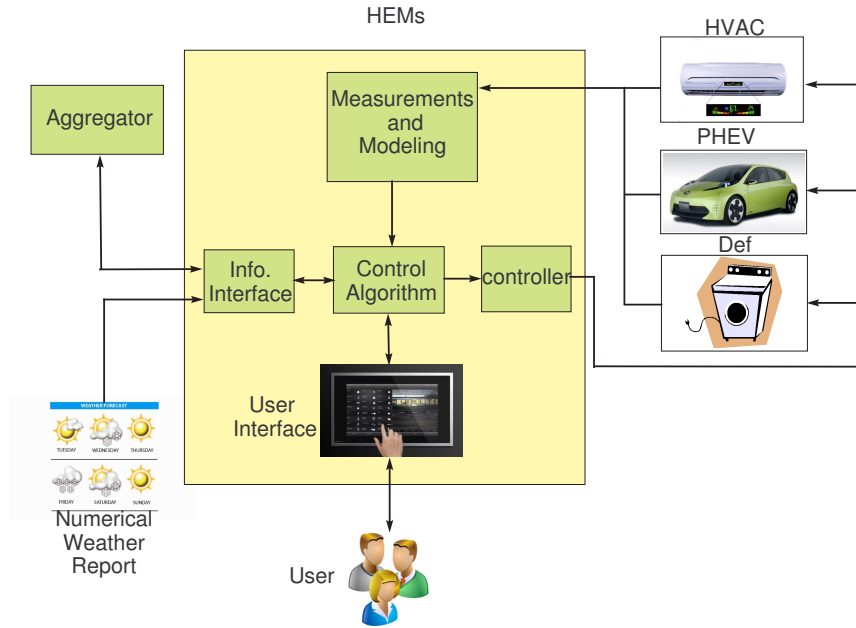 HEMs
HVAC
Measurements
and
Modeling
Aggregator
PHEV
Def
Info.
Interface
Control
Algorithm
controller
User
Interface
WEATHER FORECAST
TUESDAY
WEDNESDAY
THURSDAY
FRIDAY
SATURDAY
SUNDAY
Numerical
Weather
Report
User